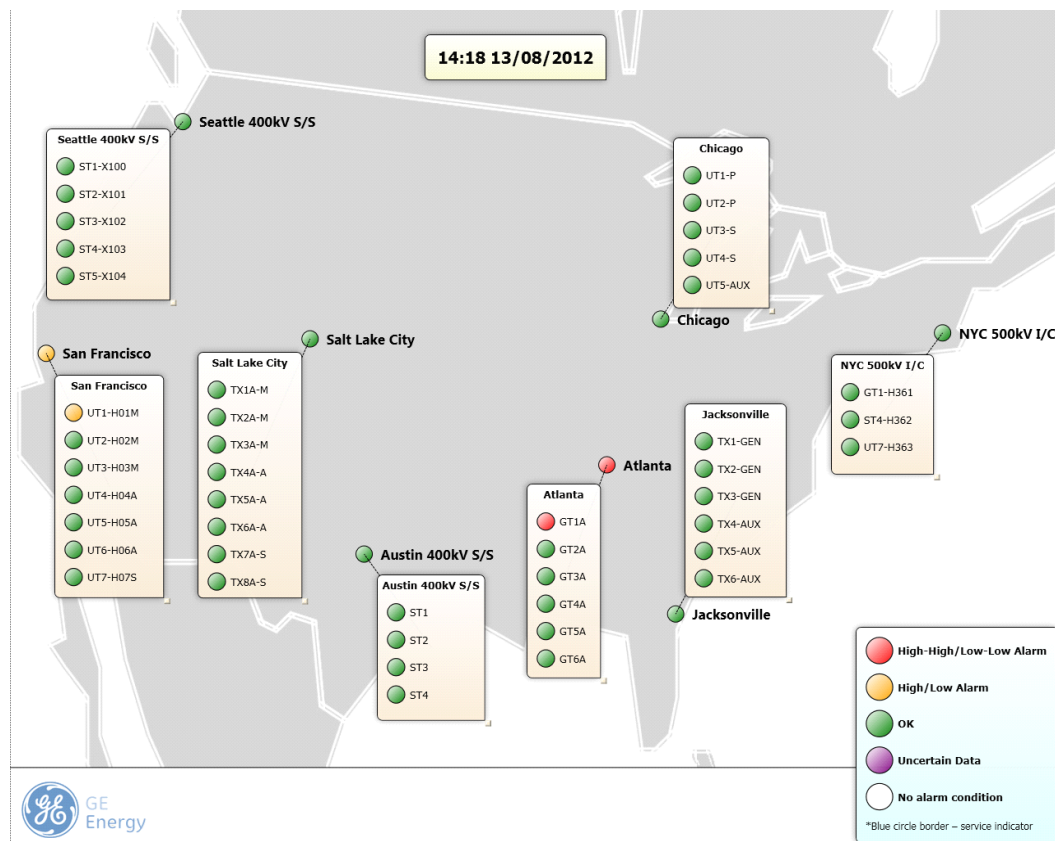 14:18 13/08/2012
Seattle 400kV S/S
Seattle 400kV S/S
ST1-X100
ST2-X101
ST3-X102
ST4-X103
ST5-X104
Chicago
UT1-P
UT2-P
UT3-S
UT4-S
UT5-AUX
Chicago
San Francisco
San Francisco
UT1-H01M
UT2-H02M
UT3-H03M
UT4-H04A
UT5-H05A
UT6-H06A
UT7-H07S
Salt Lake City
Salt Lake City
TX1A-M
TX2A-M
TX3A-M
TX4A-A
TX5A-A
TX6A-A
TX7A-S
TX8A-S
NYC 500kV I/C
NYC 500kV I/C
GT1-H361
ST4-H362
UT7-H363
Jacksonville
TX1-GEN
TX2-GEN
TX3-GEN
TX4-AUX
TX5-AUX
TX6-AUX
Jacksonville
Atlanta
Atlanta
GT1A
GT2A
GT3A
GT4A
GT5A
GT6A
Austin 400kV S/S
Austin 400kV S/S
ST1
ST2
ST3
ST4
High-High/Low-Low Alarm
High/Low Alarm
OK
Uncertain Data
No alarm condition
*Blue circle border – service indicator
GE
Energy